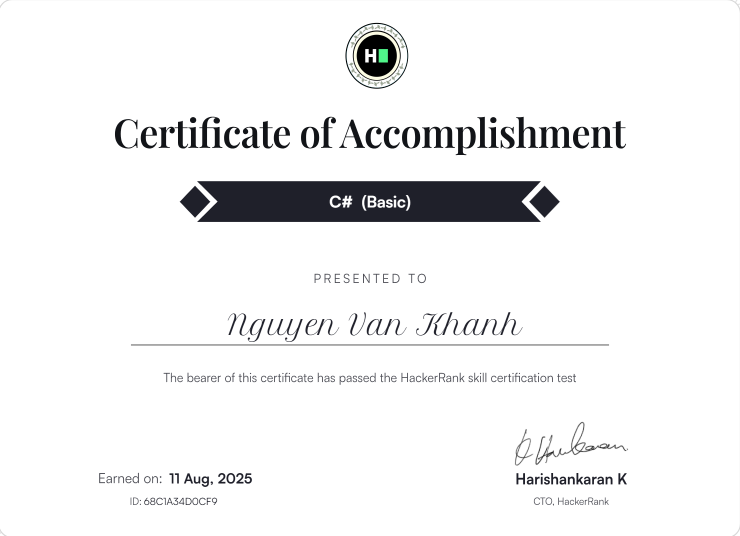 H
Certificate of Accomplishment
C# (Basic)
PRESENTED TO
Nguyen Van Khanh
The bearer of this certificate has passed the HackerRank skill certification test
Earned on: 11 Aug, 2025
ID: 68C1A34D0CF9
Harishankaran K
CTO, HackerRank